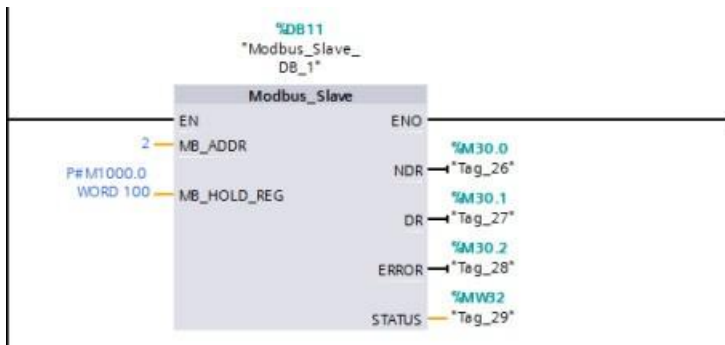 %DB11
"Modbus_Slave_
DB_1"
Modbus_Slave
EN ENO
2 MB_ADDR
%M30.0
NDR "Tag_26"
P#M1000.0
WORD 100 MB_HOLD_REG
%M30.1
DR "Tag_27"
%M30.2
ERROR "Tag_28"
%MW32
STATUS "Tag_29"